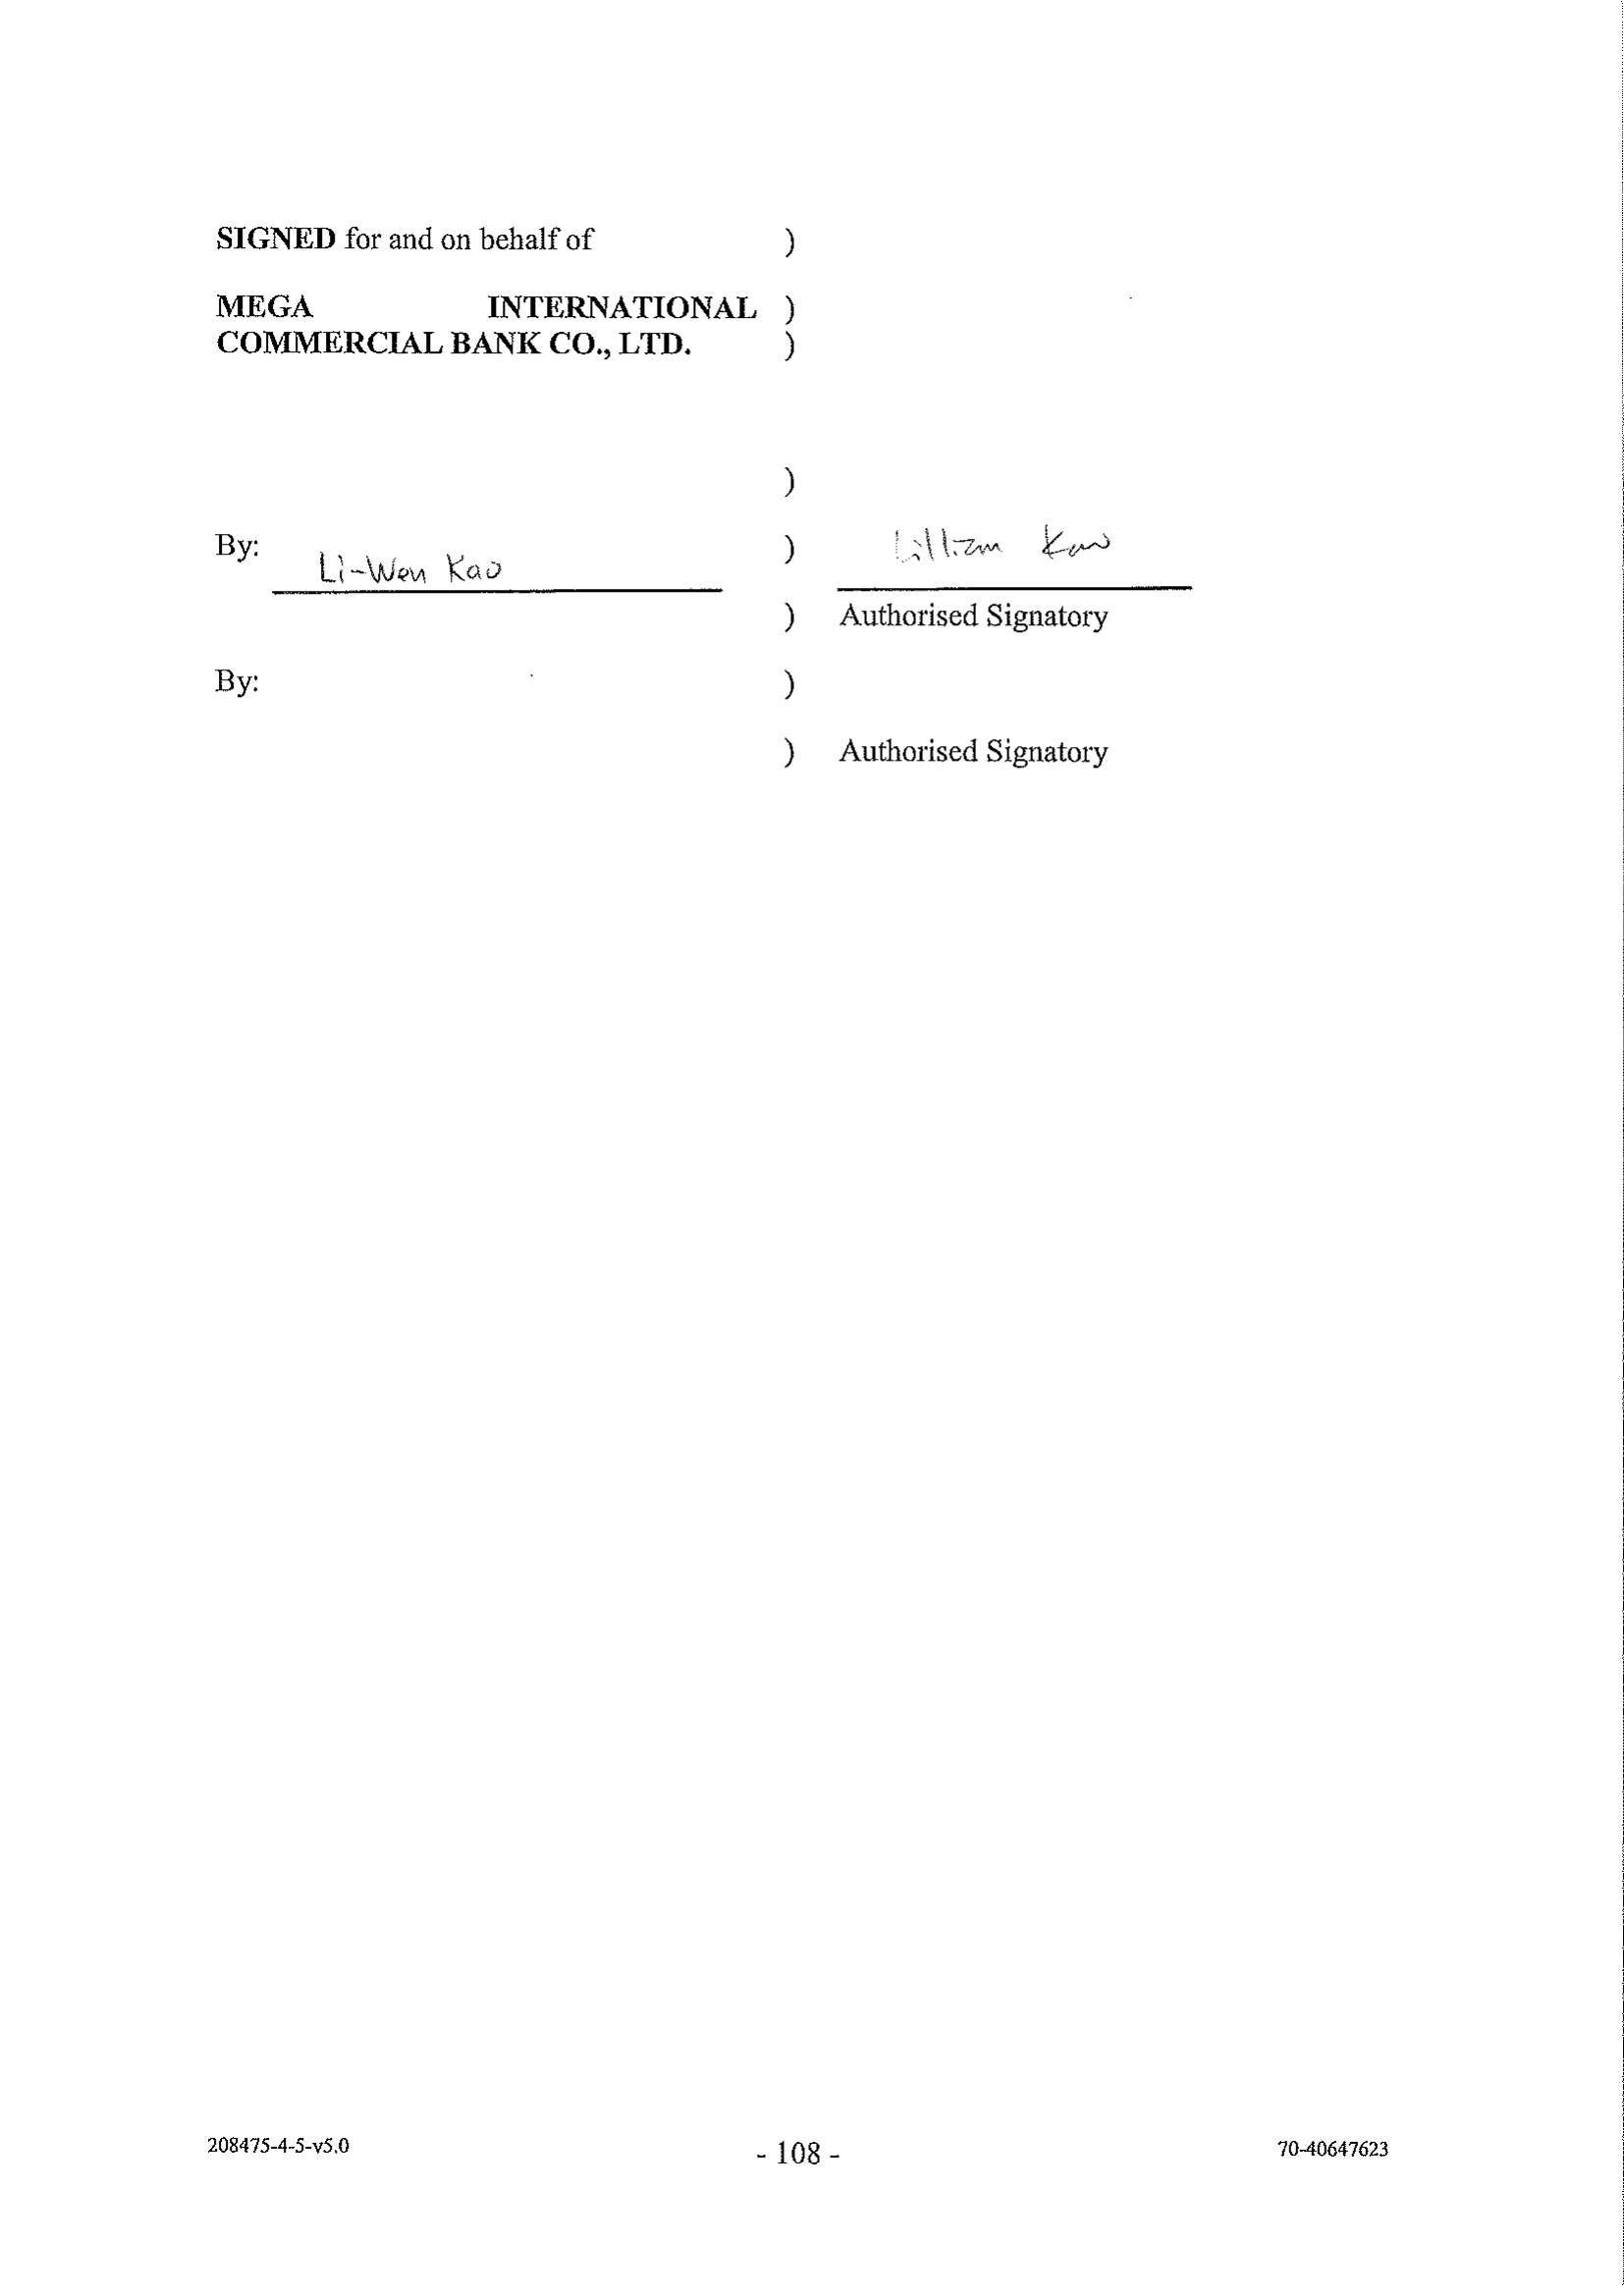 SIGNED for and on behalf of )
MEGA INTERNATIONAL )
COMMERCIAL BANK CO., LTD. )
)
By: Li-Wen Kao ) Lillian Kao
) Authorised Signatory
By: )
) Authorised Signatory
208475-4-5-v5.0 - 108 - 70-40647623